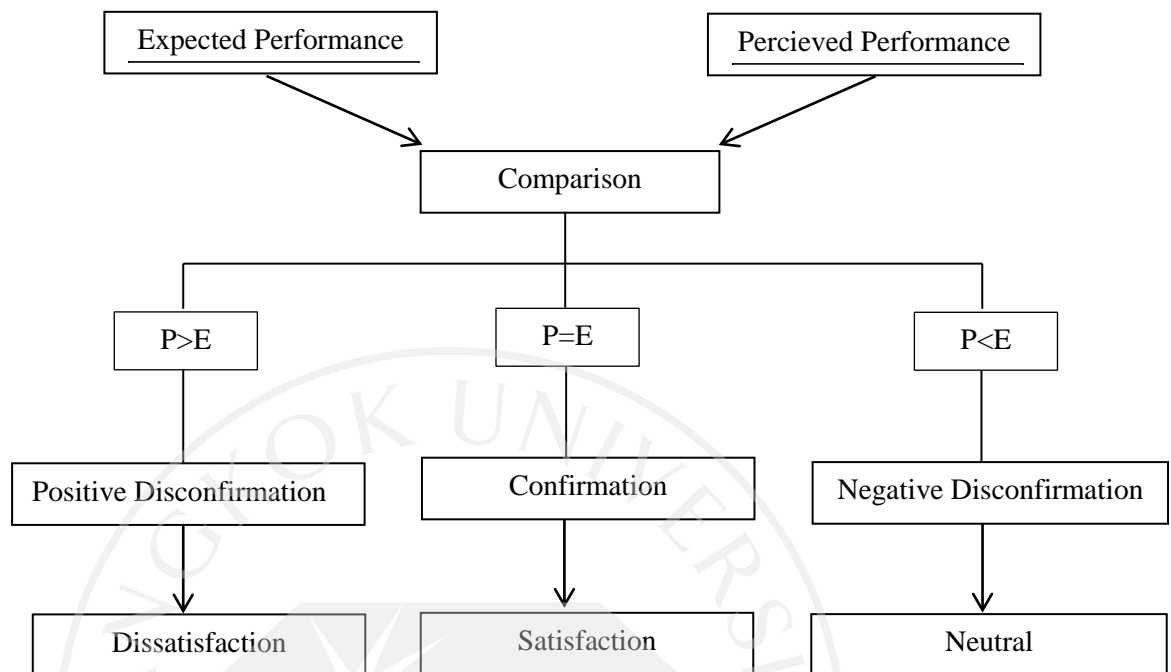 Expected Performance
Percieved Performance
Comparison
P>E
P=E
P<E
Positive Disconfirmation
Confirmation
Negative Disconfirmation
Dissatisfaction
Satisfaction
Neutral